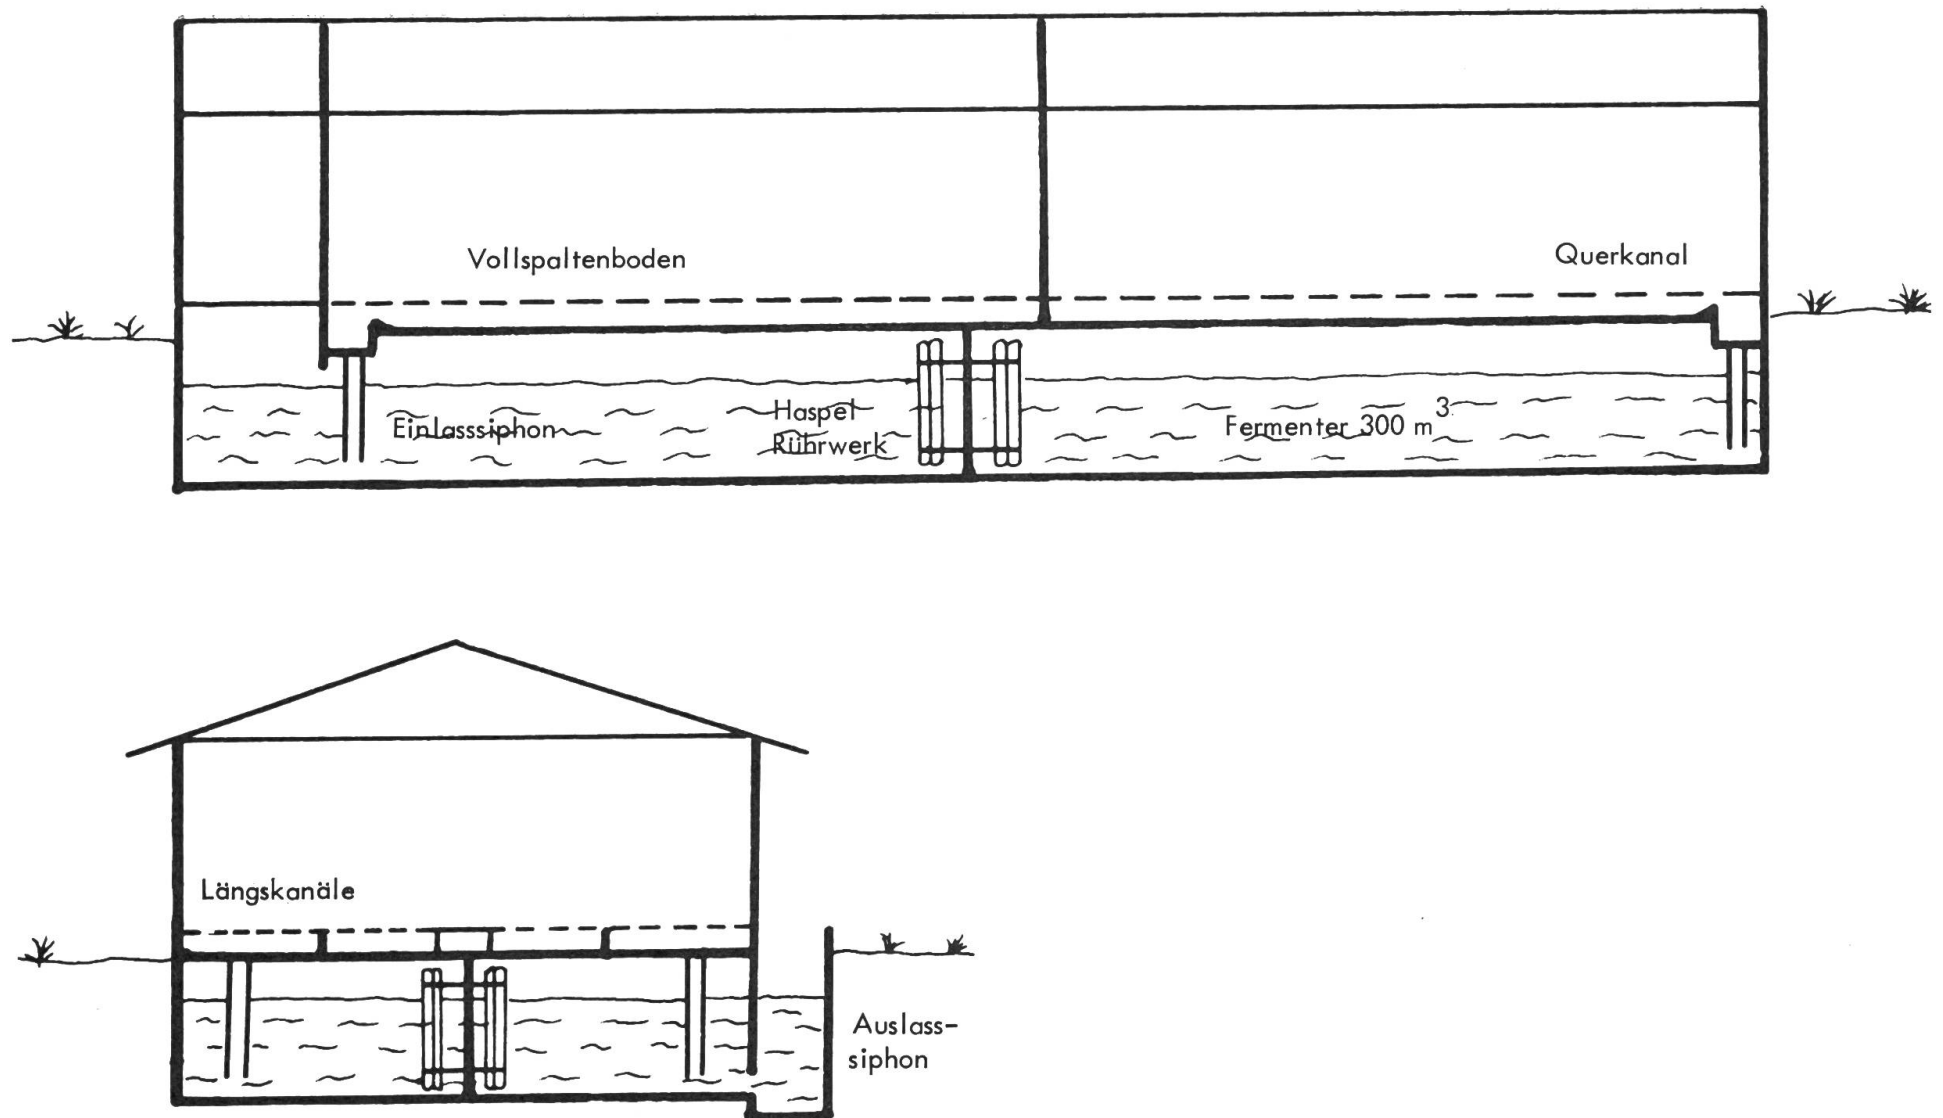 Vollspaltenboden
Querkanal
Einlasssiphon
Haspel
Rührwerk
Fermenter 300 m³
Längskanäle
Auslass-
siphon